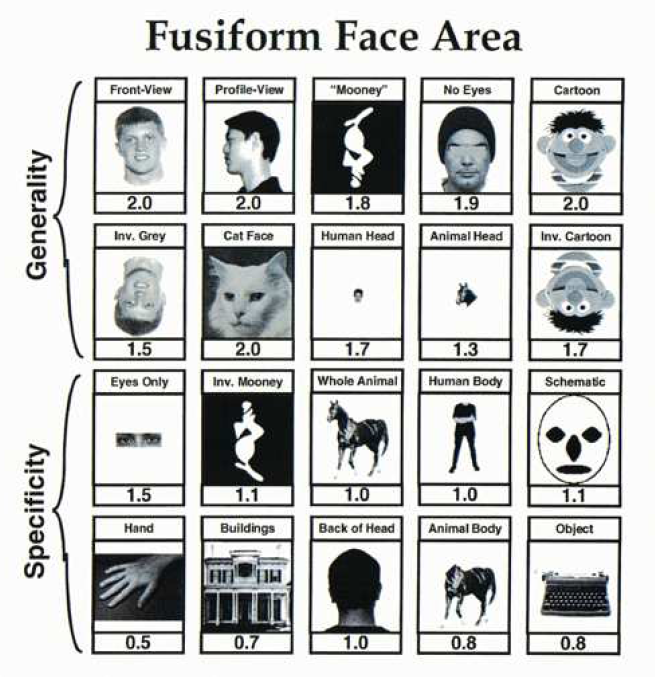 Fusiform Face Area
Generality
Front-View Profile-View "Mooney" No Eyes Cartoon
2.0 2.0 1.8 1.9 2.0
Inv. Grey Cat Face Human Head Animal Head Inv. Cartoon
1.5 2.0 1.7 1.3 1.7
Specificity
Eyes Only Inv. Mooney Whole Animal Human Body Schematic
1.5 1.1 1.0 1.0 1.1
Hand Buildings Back of Head Animal Body Object
0.5 0.7 1.0 0.8 0.8